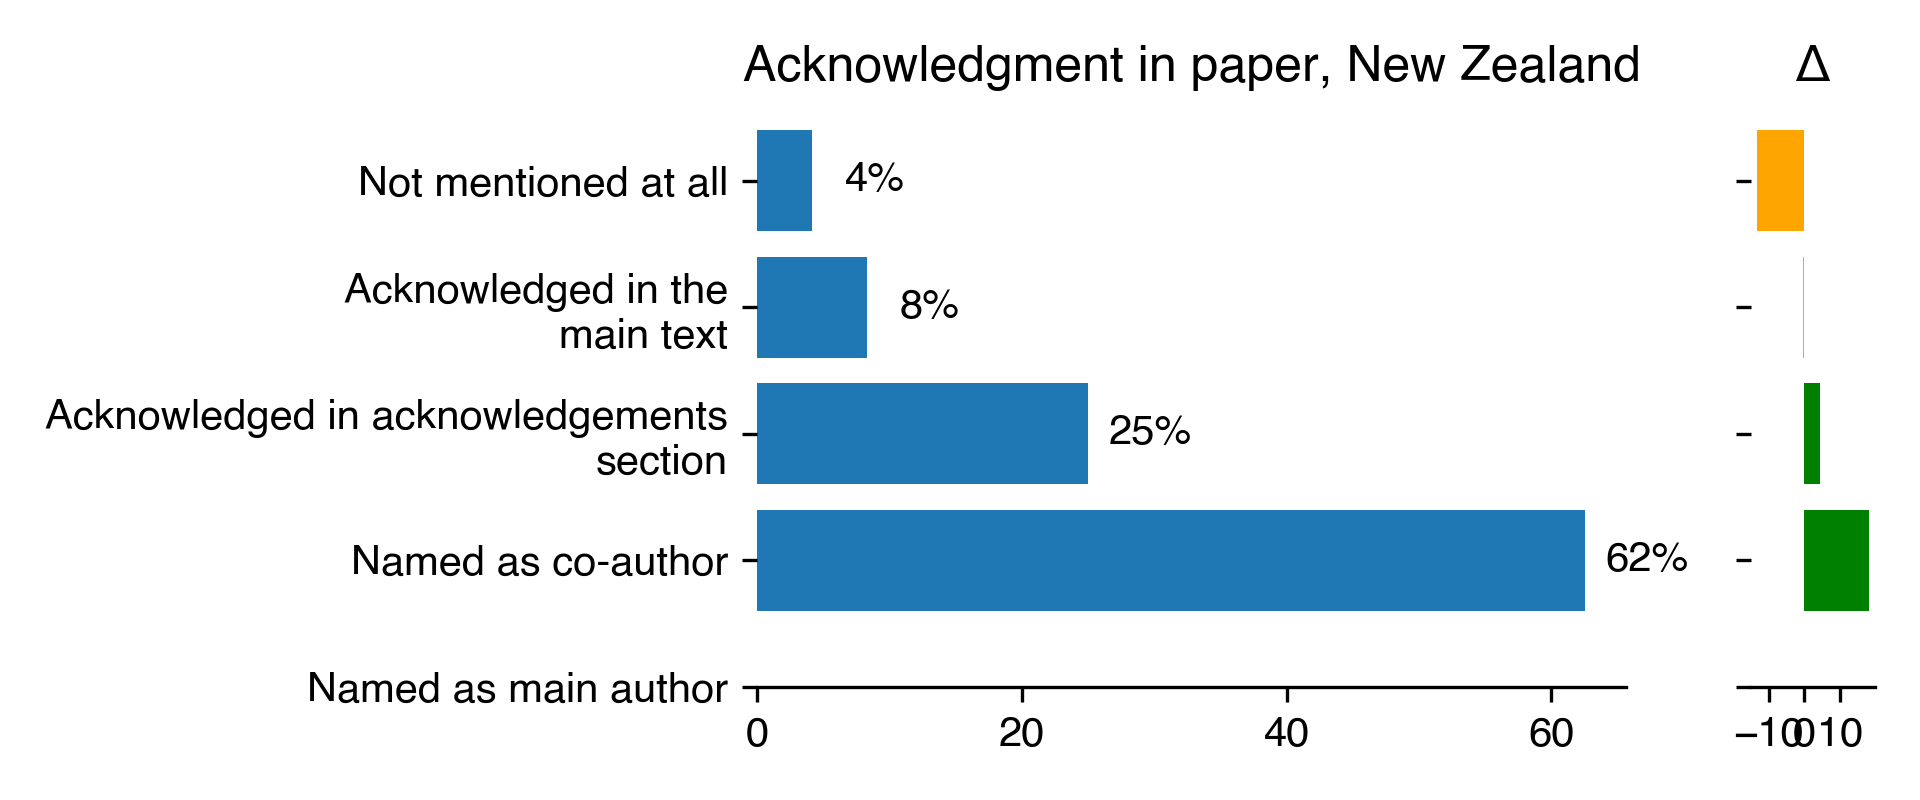 Acknowledgment in paper, New Zealand
Δ
Not mentioned at all
4%
Acknowledged in the
main text
8%
Acknowledged in acknowledgements
section
25%
Named as co-author
62%
Named as main author
0 20 40 60
−10 0 10